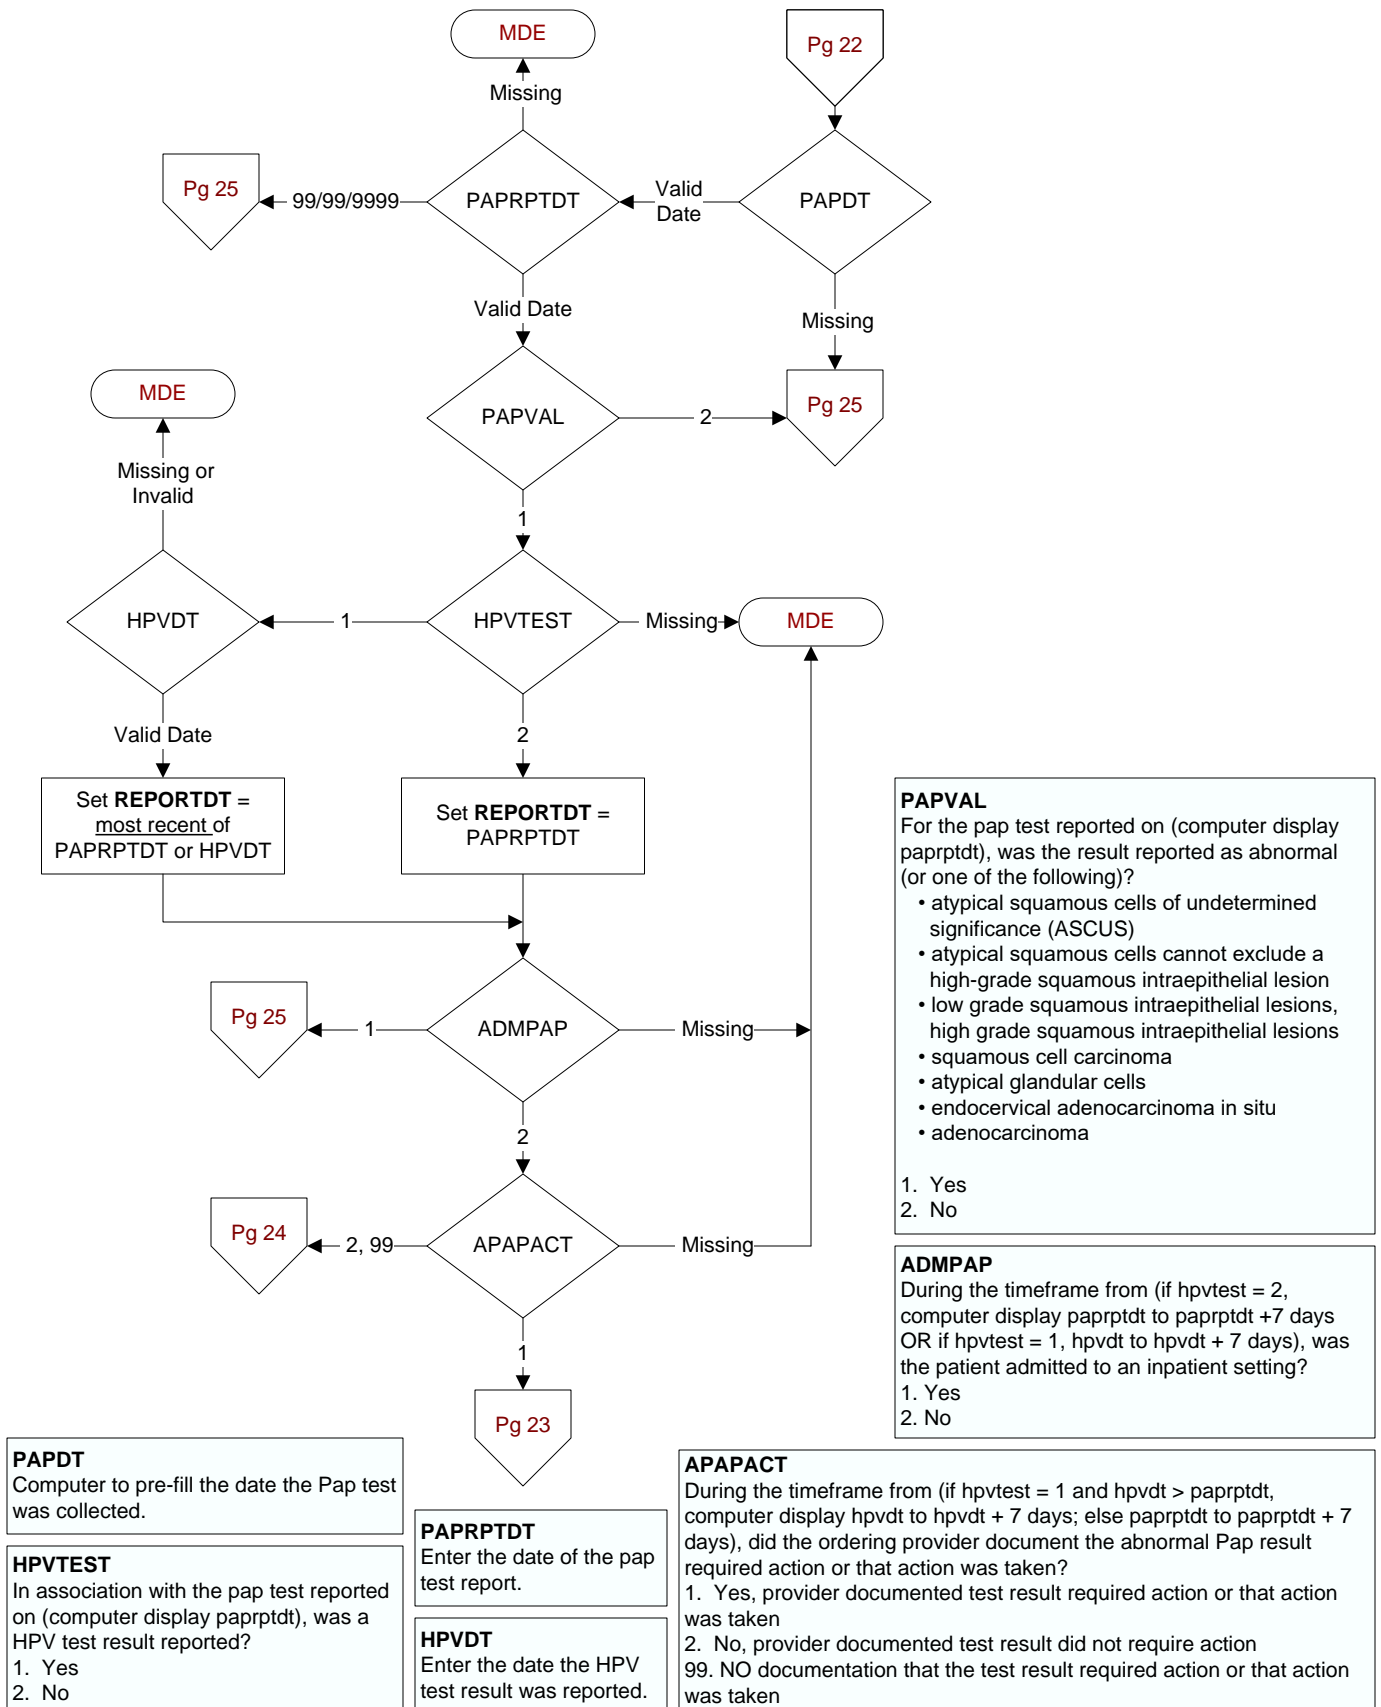 MDE
Pg 22
Missing
Pg 25
99/99/9999
PAPRPTDT
Valid
Date
PAPDT
Valid Date
Missing
MDE
PAPVAL
2
Pg 25
Missing or
Invalid
1
HPVDT
1
HPVTEST
Missing
MDE
Valid Date
2
Set REPORTDT =
most recent of
PAPRPTDT or HPVDT
Set REPORTDT =
PAPRPTDT
Pg 25
1
ADMPAP
Missing
2
Pg 24
2, 99
APAPACT
Missing
1
Pg 23
PAPVAL
For the pap test reported on (computer display
paprptdt), was the result reported as abnormal
(or one of the following)?
• atypical squamous cells of undetermined
significance (ASCUS)
• atypical squamous cells cannot exclude a
high-grade squamous intraepithelial lesion
• low grade squamous intraepithelial lesions,
high grade squamous intraepithelial lesions
• squamous cell carcinoma
• atypical glandular cells
• endocervical adenocarcinoma in situ
• adenocarcinoma
1. Yes
2. No
ADMPAP
During the timeframe from (if hpvtest = 2,
computer display paprptdt to paprptdt +7 days
OR if hpvtest = 1, hpvdt to hpvdt + 7 days), was
the patient admitted to an inpatient setting?
1. Yes
2. No
PAPDT
Computer to pre-fill the date the Pap test
was collected.
HPVTEST
In association with the pap test reported
on (computer display paprptdt), was a
HPV test result reported?
1. Yes
2. No
PAPRPTDT
Enter the date of the pap
test report.
HPVDT
Enter the date the HPV
test result was reported.
APAPACT
During the timeframe from (if hpvtest = 1 and hpvdt > paprptdt,
computer display hpvdt to hpvdt + 7 days; else paprptdt to paprptdt + 7
days), did the ordering provider document the abnormal Pap result
required action or that action was taken?
1. Yes, provider documented test result required action or that action
was taken
2. No, provider documented test result did not require action
99. NO documentation that the test result required action or that action
was taken